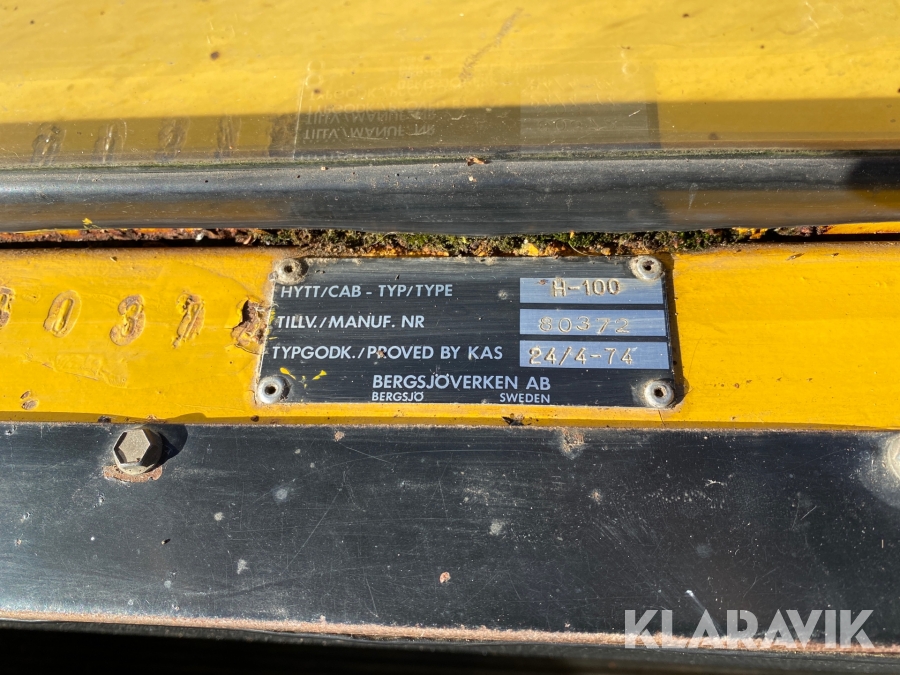 HYTT/CAB - TYP/TYPE H-100
TILLV./MANUF. NR 80372
TYPGODK./PROVED BY KAS 24/4-74
BERGSJÖVERKEN AB
BERGSJÖ SWEDEN
KLARAVIK